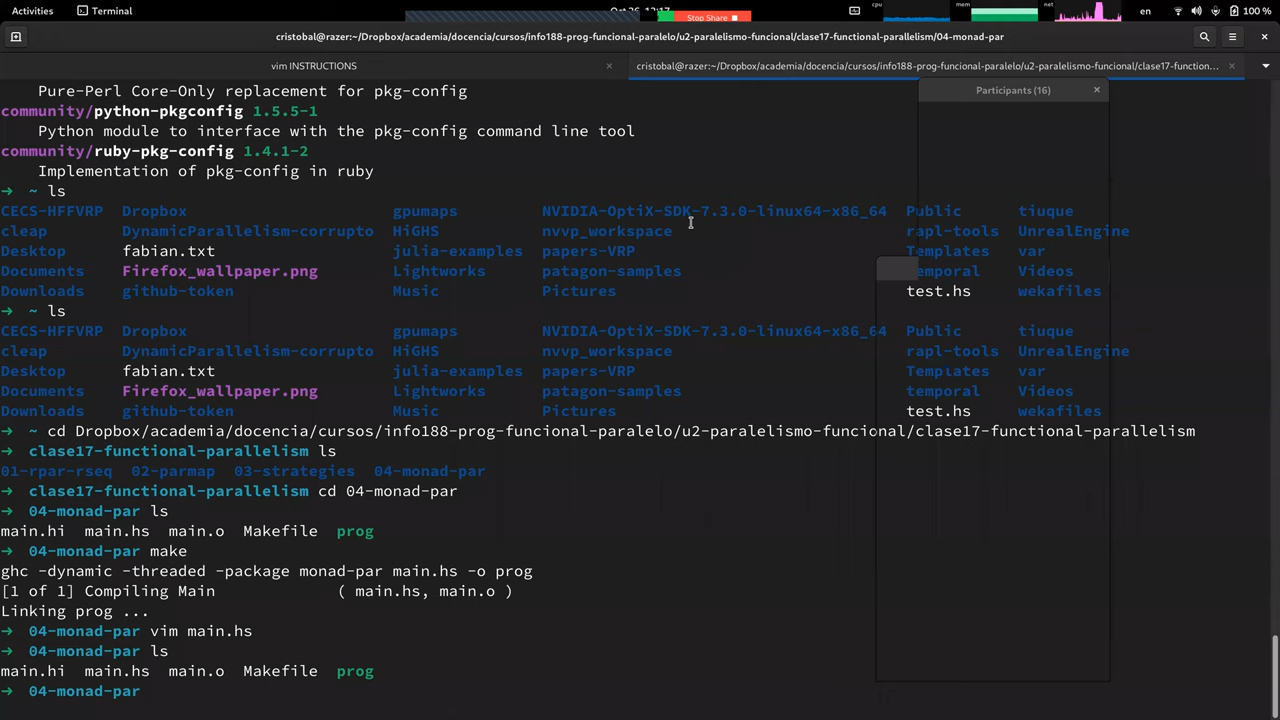 Activities Terminal Stop Share cpu mem net en 100 %
cristobal@razer:~/Dropbox/academia/docencia/cursos/info188-prog-funcional-paralelo/u2-paralelismo-funcional/clase17-functional-parallelism/04-monad-par
vim INSTRUCTIONS × cristobal@razer:~/Dropbox/academia/docencia/cursos/info188-prog-funcional-paralelo/u2-paralelismo-funcional/clase17-function... ×
Participants (16) ×
Pure-Perl Core-Only replacement for pkg-config
community/python-pkgconfig 1.5.5-1
Python module to interface with the pkg-config command line tool
community/ruby-pkg-config 1.4.1-2
Implementation of pkg-config in ruby
→ ~ ls
CECS-HFFVRP Dropbox gpumaps NVIDIA-OptiX-SDK-7.3.0-linux64-x86_64 Public tiuque
cleap DynamicParallelism-corrupto HiGHS nvvp_workspace rapl-tools UnrealEngine
Desktop fabian.txt julia-examples papers-VRP Templates var
Documents Firefox_wallpaper.png Lightworks patagon-samples temporal Videos
Downloads github-token Music Pictures test.hs wekafiles
→ ~ ls
CECS-HFFVRP Dropbox gpumaps NVIDIA-OptiX-SDK-7.3.0-linux64-x86_64 Public tiuque
cleap DynamicParallelism-corrupto HiGHS nvvp_workspace rapl-tools UnrealEngine
Desktop fabian.txt julia-examples papers-VRP Templates var
Documents Firefox_wallpaper.png Lightworks patagon-samples temporal Videos
Downloads github-token Music Pictures test.hs wekafiles
→ ~ cd Dropbox/academia/docencia/cursos/info188-prog-funcional-paralelo/u2-paralelismo-funcional/clase17-functional-parallelism
→ clase17-functional-parallelism ls
01-rpar-rseq 02-parmap 03-strategies 04-monad-par
→ clase17-functional-parallelism cd 04-monad-par
→ 04-monad-par ls
main.hi main.hs main.o Makefile prog
→ 04-monad-par make
ghc -dynamic -threaded -package monad-par main.hs -o prog
[1 of 1] Compiling Main ( main.hs, main.o )
Linking prog ...
→ 04-monad-par vim main.hs
→ 04-monad-par ls
main.hi main.hs main.o Makefile prog
→ 04-monad-par